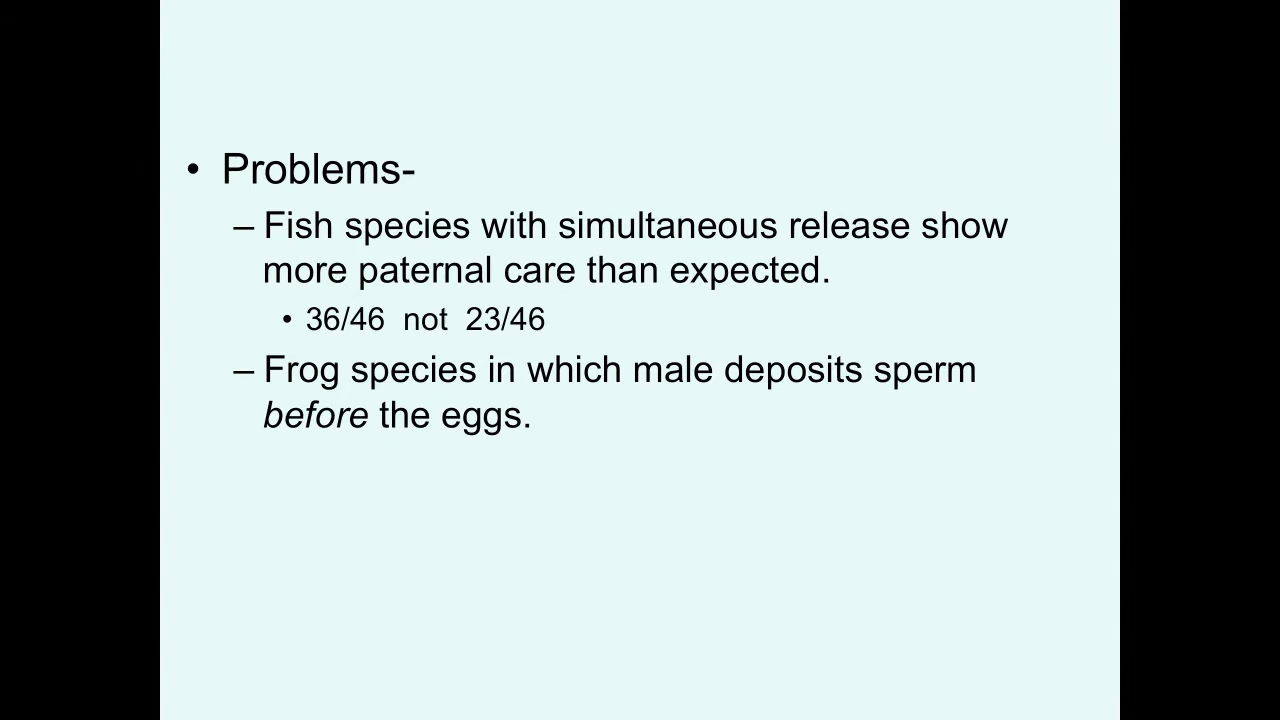 • Problems-
– Fish species with simultaneous release show
more paternal care than expected.
• 36/46 not 23/46
– Frog species in which male deposits sperm
before the eggs.